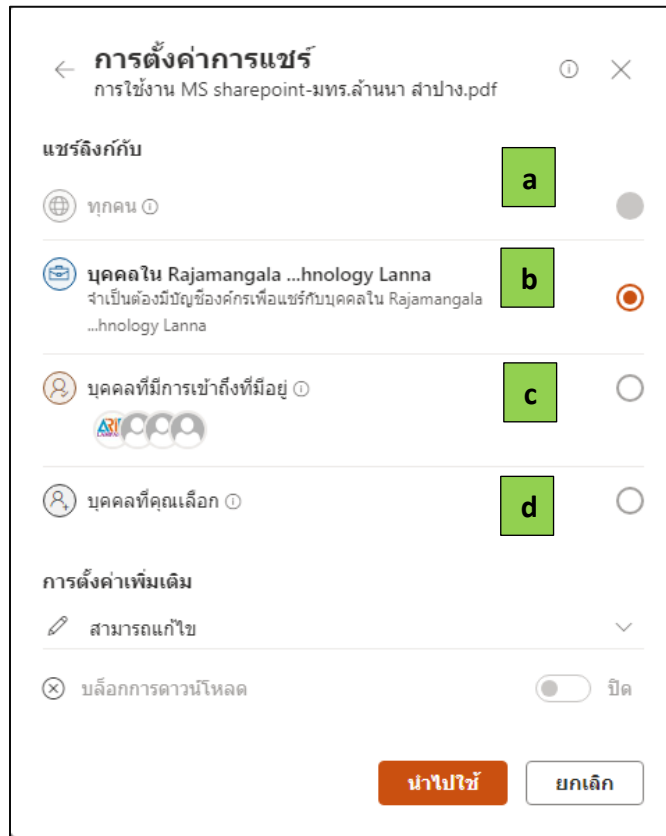 การตั้งค่าการแชร์
การใช้งาน MS sharepoint-มทร.ล้านนา ลำปาง.pdf
แชร์ลิงก์กับ
a
ทุกคน
b
บุคคลใน Rajamangala ...hnology Lanna
จำเป็นต้องมีบัญชีองค์กรเพื่อแชร์กับบุคคลใน Rajamangala
...hnology Lanna
c
บุคคลที่มีการเข้าถึงที่มีอยู่
d
บุคคลที่คุณเลือก
การตั้งค่าเพิ่มเติม
สามารถแก้ไข
บล็อกการดาวน์โหลด
ปิด
นำไปใช้
ยกเลิก